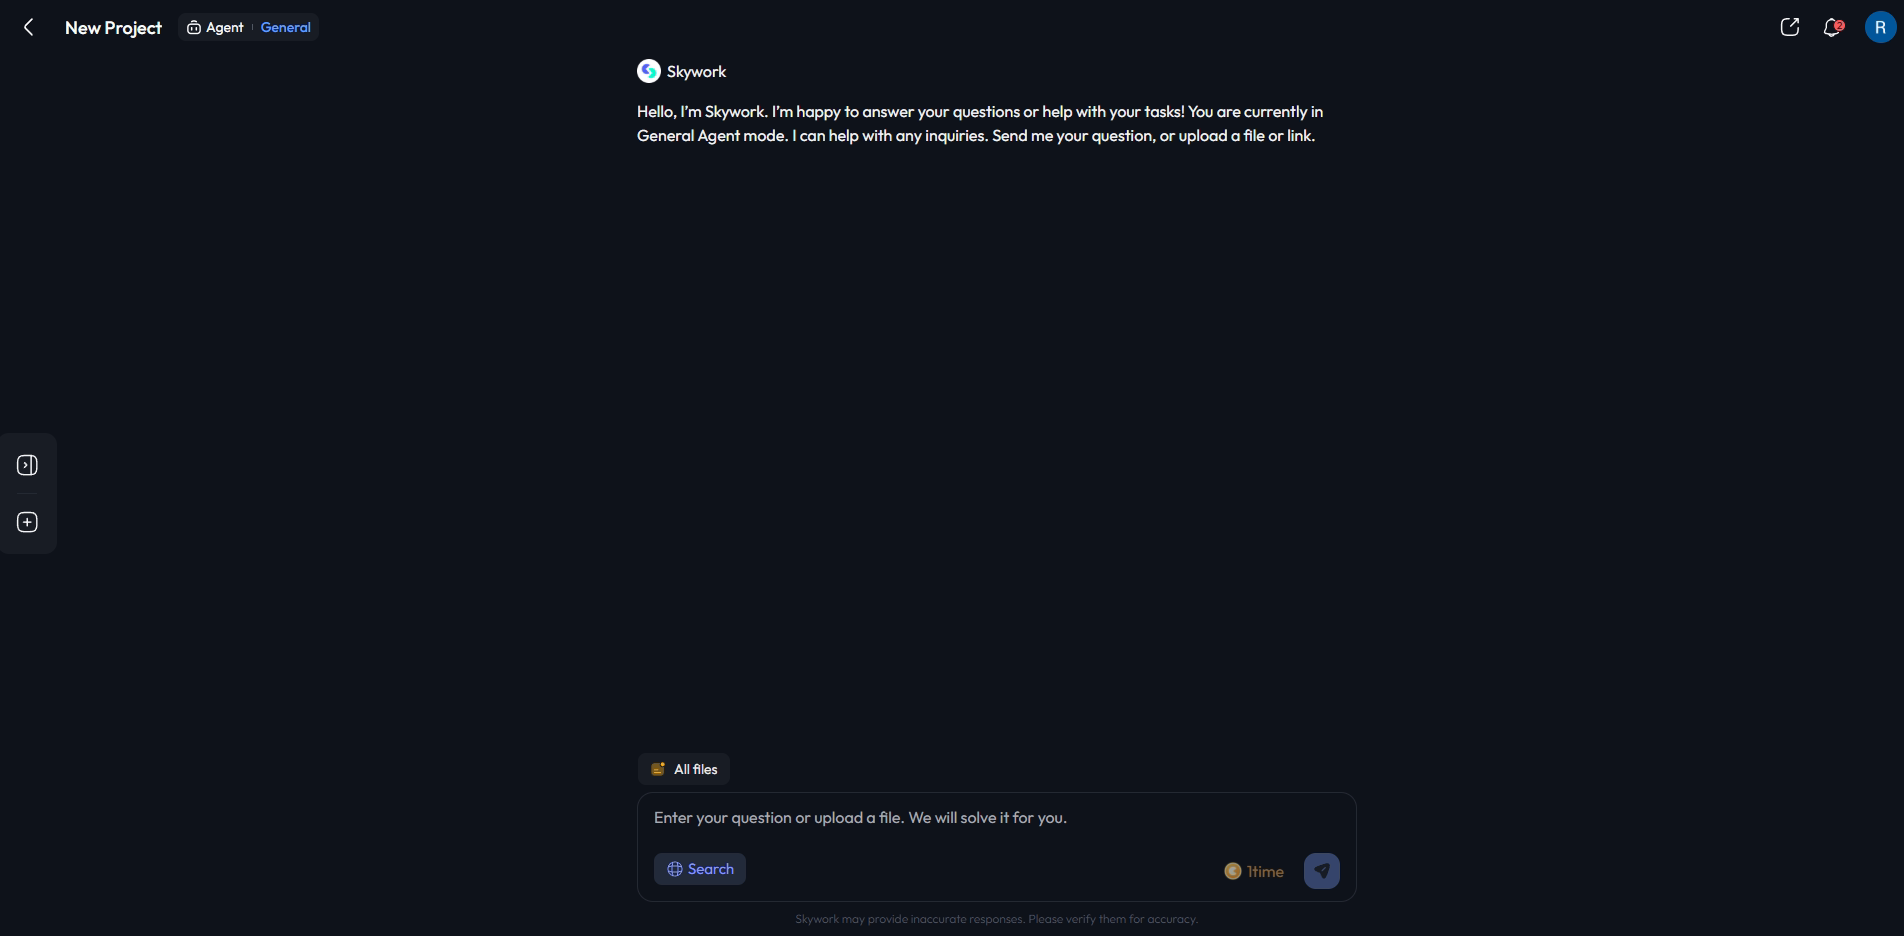 New Project
Agent
General
2
R
Skywork
Hello, I'm Skywork. I'm happy to answer your questions or help with your tasks! You are currently in
General Agent mode. I can help with any inquiries. Send me your question, or upload a file or link.
All files
Enter your question or upload a file. We will solve it for you.
Search
1time
Skywork may provide inaccurate responses. Please verify them for accuracy.